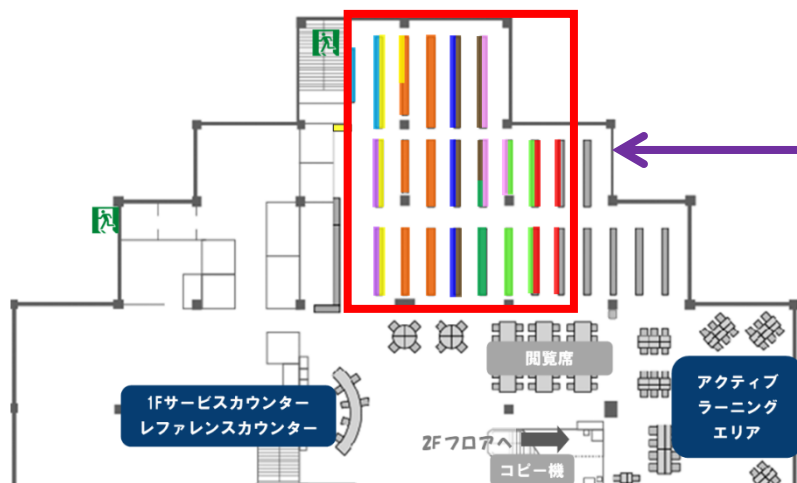 閲覧席
1Fサービスカウンター
レファレンスカウンター
アクティブ
ラーニング
エリア
2Fフロアへ
コピー機